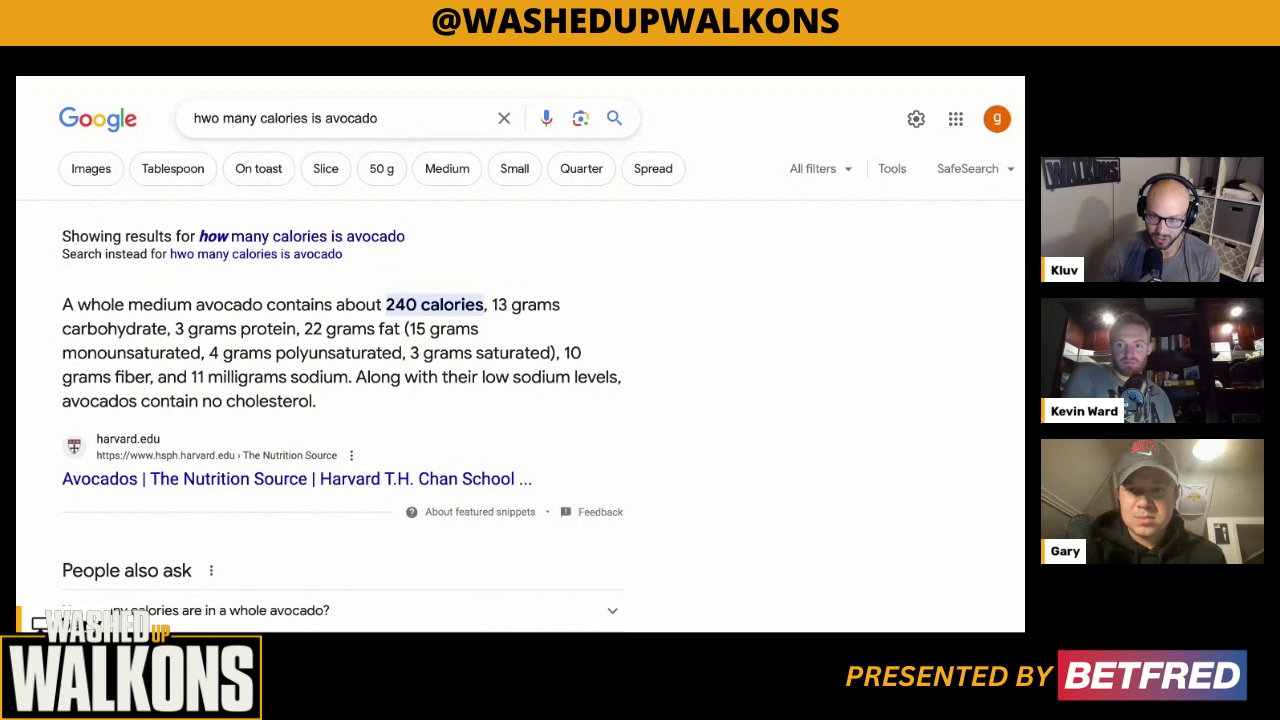 @WASHEDUPWALKONS
Google
hwo many calories is avocado
g
Images
Tablespoon
On toast
Slice
50 g
Medium
Small
Quarter
Spread
All filters
Tools
SafeSearch
Showing results for how many calories is avocado
Search instead for hwo many calories is avocado
A whole medium avocado contains about 240 calories, 13 grams
carbohydrate, 3 grams protein, 22 grams fat (15 grams
monounsaturated, 4 grams polyunsaturated, 3 grams saturated), 10
grams fiber, and 11 milligrams sodium. Along with their low sodium levels,
avocados contain no cholesterol.
harvard.edu
https://www.hsph.harvard.edu › The Nutrition Source
Avocados | The Nutrition Source | Harvard T.H. Chan School ...
About featured snippets • Feedback
People also ask
calories are in a whole avocado?
WALKONS
Kluv
Kevin Ward
Gary
WASHED UP
WALKONS
PRESENTED BY BETFRED